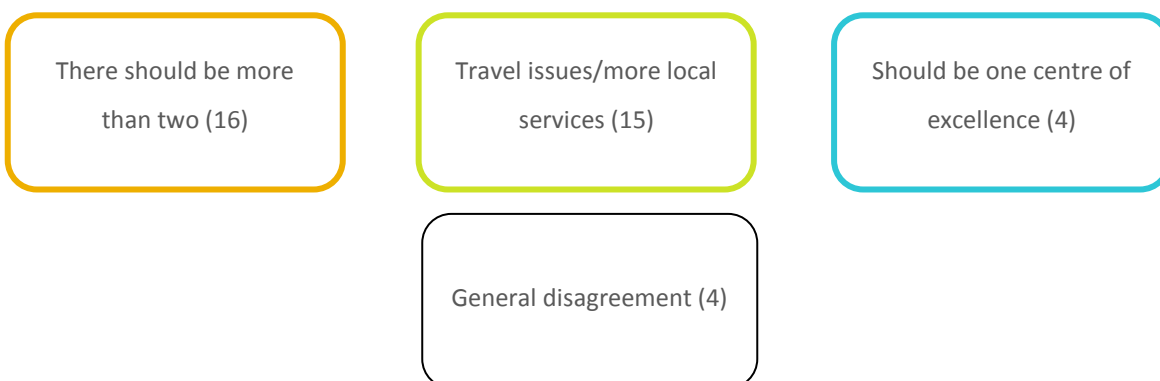 There should be more
than two (16)
Travel issues/more local
services (15)
Should be one centre of
excellence (4)
General disagreement (4)